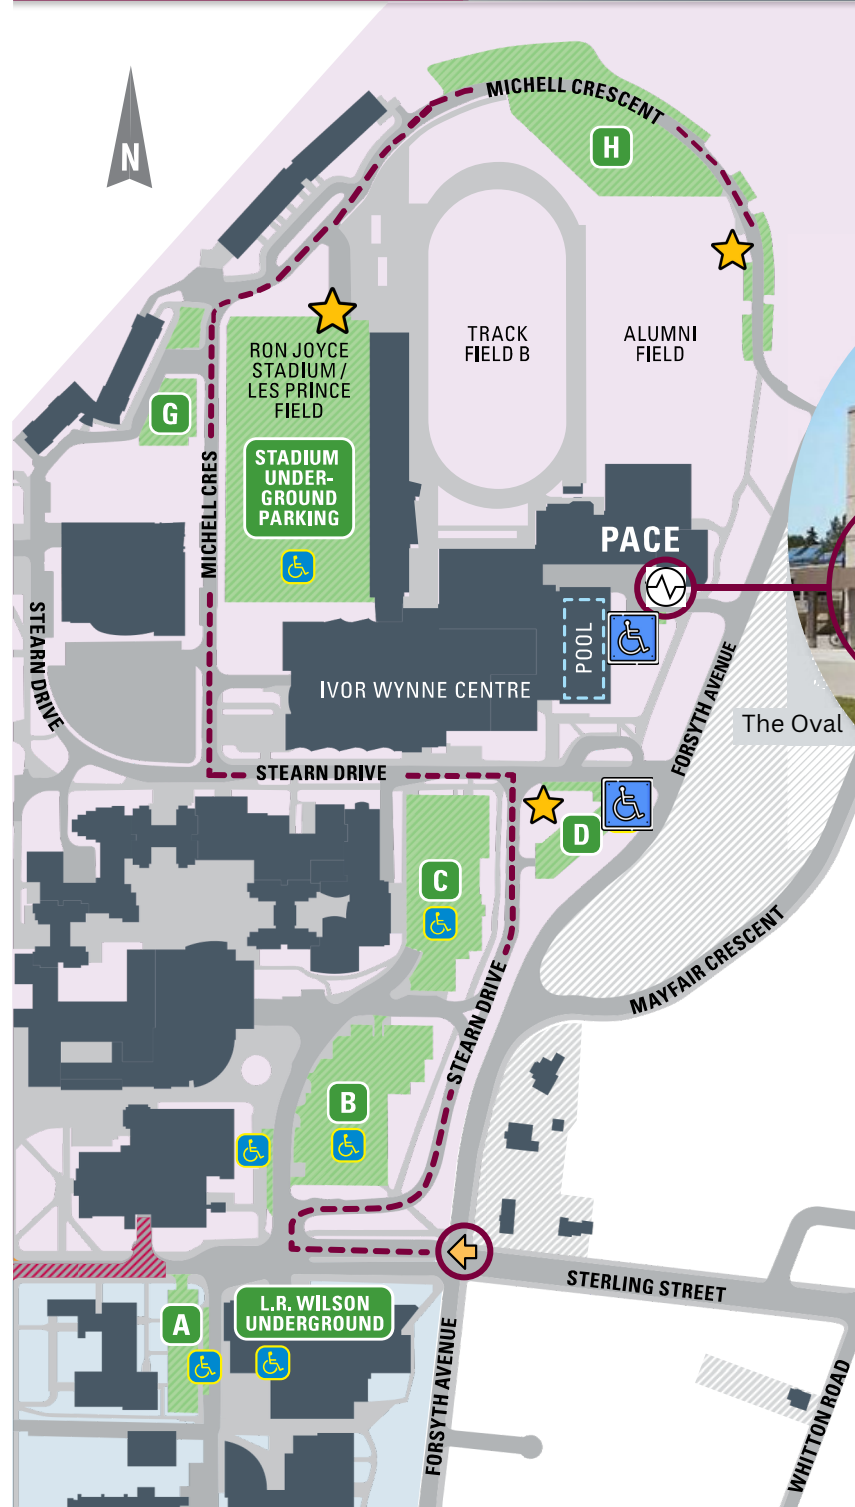 MICHELL CRESCENT
N
H
TRACK
FIELD B
ALUMNI
FIELD
RON JOYCE
STADIUM /
LES PRINCE
FIELD
G
STADIUM
UNDER-
GROUND
PARKING
MICHELL CRES
PACE
STEARN DRIVE
POOL
IVOR WYNNE CENTRE
FORSYTH AVENUE
The Oval
STEARN DRIVE
D
C
MAYFAIR CRESCENT
STEARN DRIVE
B
STERLING STREET
L.R. WILSON
UNDERGROUND
A
FORSYTH AVENUE
WHITTON ROAD